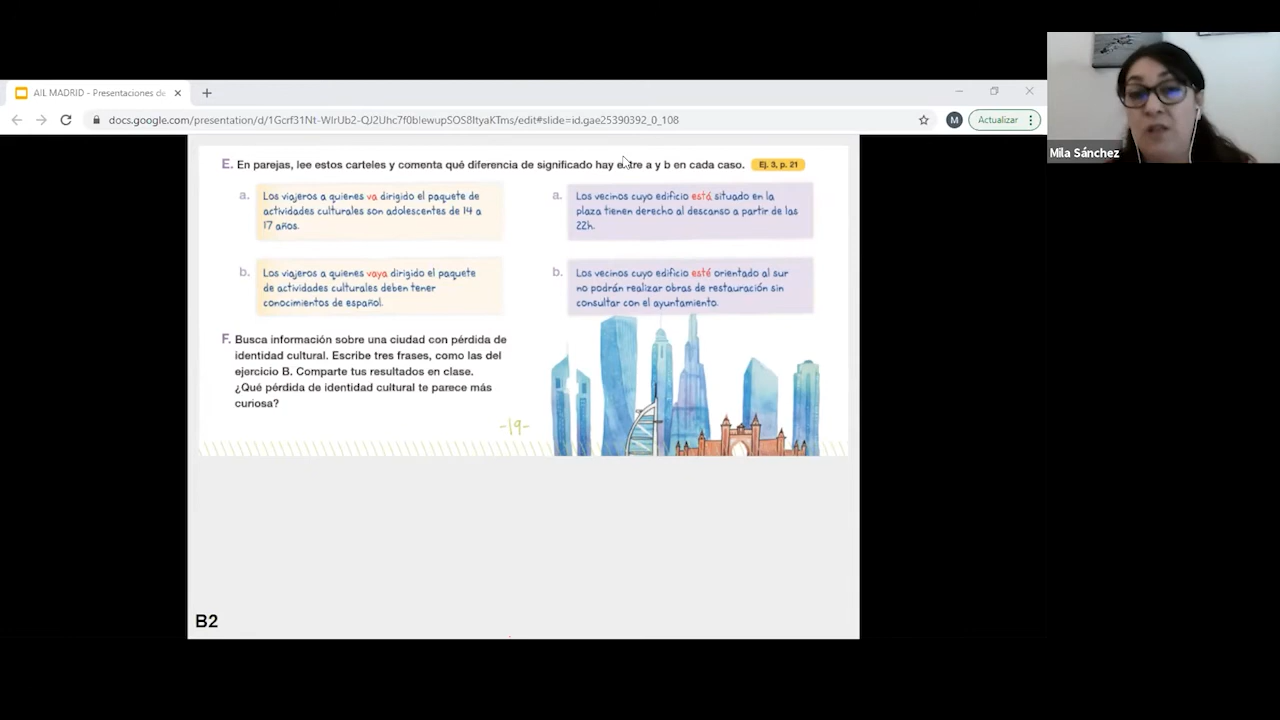 AIL MADRID - Presentaciones de
docs.google.com/presentation/d/1Gcrf31Nt-WIrUb2-QJ2Uhc7f0blewupSOS8ItyaKTms/edit#slide=id.gae25390392_0_108
M
Actualizar
Mila Sánchez
E. En parejas, lee estos carteles y comenta qué diferencia de significado hay entre a y b en cada caso. Ej. 3, p. 21
a. Los viajeros a quienes va dirigido el paquete de
actividades culturales son adolescentes de 14 a
17 años.
a. Los vecinos cuyo edificio está situado en la
plaza tienen derecho al descanso a partir de las
22h.
b. Los viajeros a quienes vaya dirigido el paquete
de actividades culturales deben tener
conocimientos de español.
b. Los vecinos cuyo edificio esté orientado al sur
no podrán realizar obras de restauración sin
consultar con el ayuntamiento.
F. Busca información sobre una ciudad con pérdida de
identidad cultural. Escribe tres frases, como las del
ejercicio B. Comparte tus resultados en clase.
¿Qué pérdida de identidad cultural te parece más
curiosa?
-19-
B2